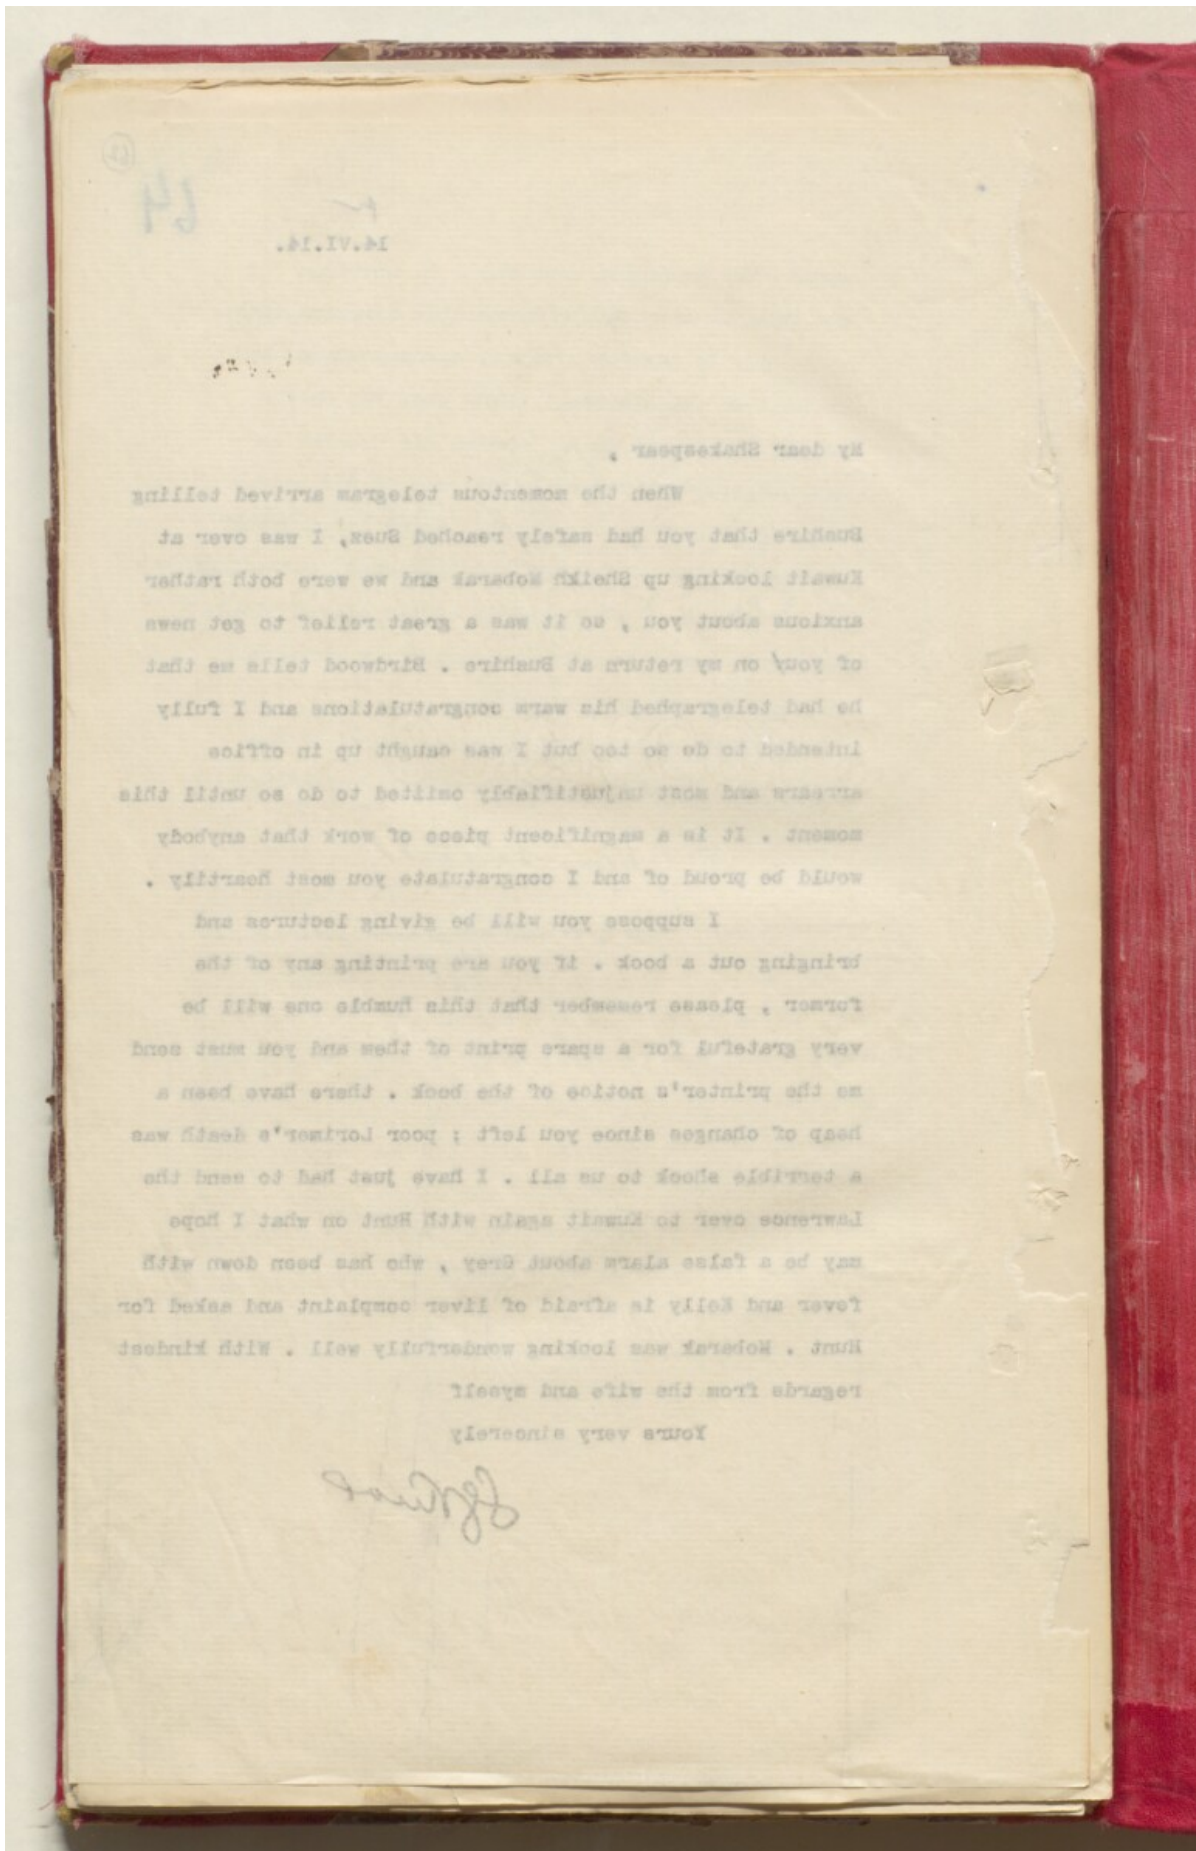 64
14.VI.14.
My dear Shakespear ,
When the momentous telegram arrived telling
Bushire that you had safely reached Suez, I was over at
Kuwait looking up Sheikh Mobarak and we were both rather
anxious about you , so it was a great relief to get news
of you/ on my return at Bushire . Birdwood tells me that
he had telegraphed his warm congratulations and I fully
intended to do so too but I was caught up in office
arrears and most unjustifiably omitted to do so until this
moment . It is a magnificent piece of work that anybody
would be proud of and I congratulate you most heartily .
I suppose you will be giving lectures and
bringing out a book . if you are printing any of the
former , please remember that this humble one will be
very grateful for a spare print of them and you must send
me the printer's notice of the book . there have been a
heap of changes since you left ; poor Lorimer's death was
a terrible shock to us all . I have just had to send the
Lawrence over to Kuwait again with Hunt on what I hope
may be a false alarm about Grey , who has been down with
fever and Kelly is afraid of liver complaint and asked for
Hunt . Mobarak was looking wonderfully well . With kindest
regards from the wife and myself
Yours very sincerely